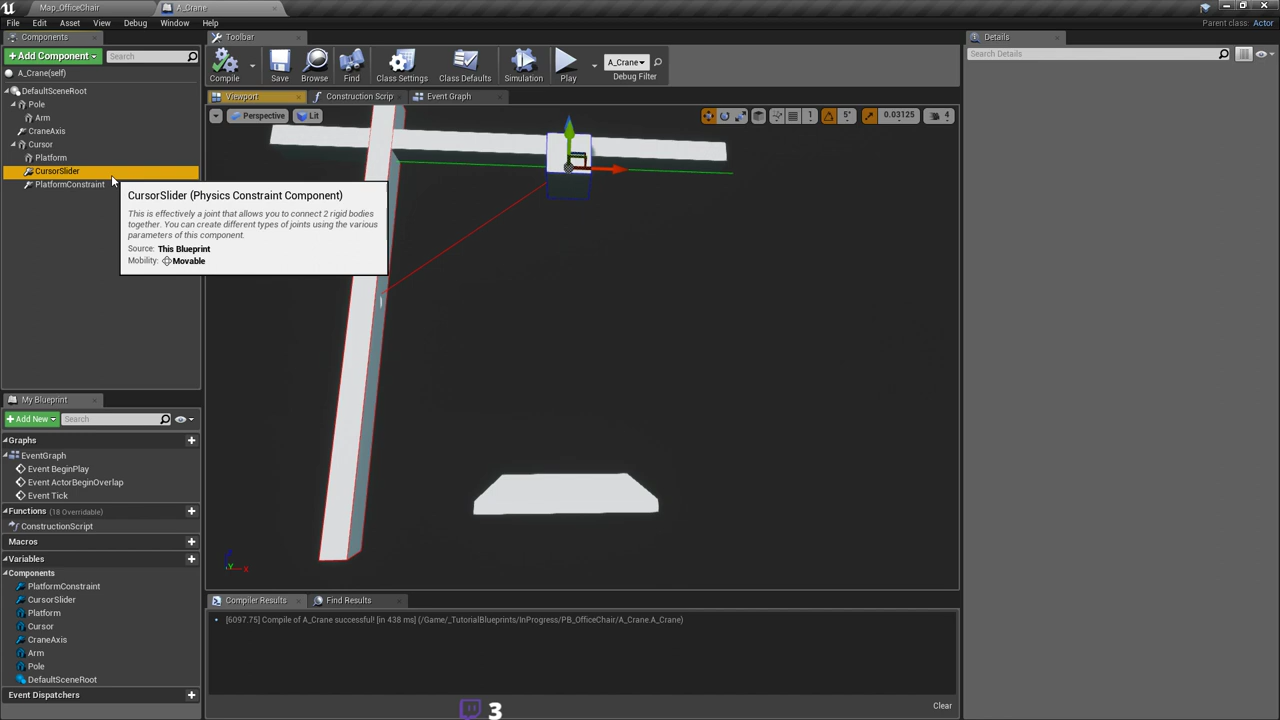 Map_OfficeChair
A_Crane
File Edit Asset View Debug Window Help
Parent class: Actor
Components
Toolbar
Details
+Add Component
Search
Compile
Save
Browse
Find
Class Settings
Class Defaults
Simulation
Play
A_Crane
Debug Filter
Search Details
A_Crane(self)
DefaultSceneRoot
Pole
Arm
CraneAxis
Cursor
Platform
CursorSlider
PlatformConstraint
Viewport
Construction Scrip
Event Graph
Perspective
Lit
5°
0.03125
4
CursorSlider (Physics Constraint Component)
This is effectively a joint that allows you to connect 2 rigid bodies
together. You can create different types of joints using the various
parameters of this component.
Source: This Blueprint
Mobility: Movable
My Blueprint
+Add New
Search
Graphs
EventGraph
Event BeginPlay
Event ActorBeginOverlap
Event Tick
Functions (18 Overridable)
ConstructionScript
Macros
Variables
Components
PlatformConstraint
CursorSlider
Platform
Cursor
CraneAxis
Arm
Pole
DefaultSceneRoot
Event Dispatchers
Compiler Results
Find Results
[6097.75] Compile of A_Crane successful! [in 438 ms] (/Game/_TutorialBlueprints/InProgress/PB_OfficeChair/A_Crane.A_Crane)
Clear
3